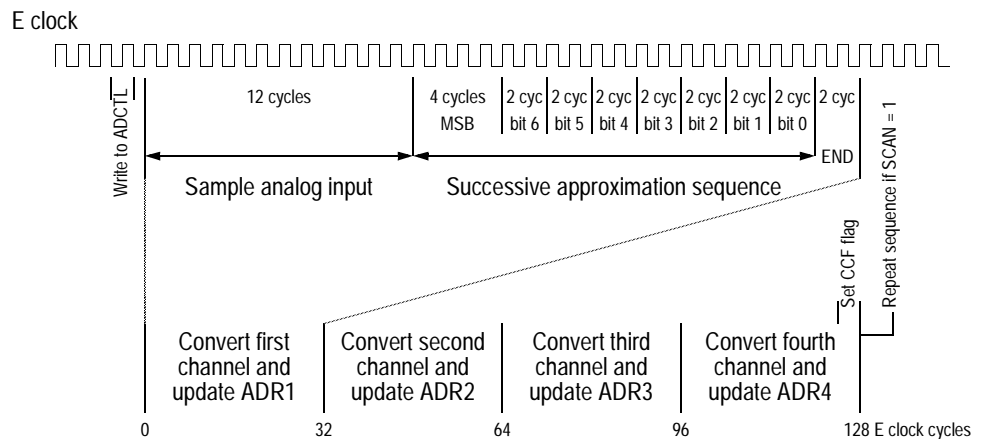 E clock
Write to ADCTL
12 cycles
4 cycles
MSB
2 cyc
bit 6
2 cyc
bit 5
2 cyc
bit 4
2 cyc
bit 3
2 cyc
bit 2
2 cyc
bit 1
2 cyc
bit 0
2 cyc
END
Repeat sequence if SCAN = 1
Sample analog input
Successive approximation sequence
Set CCF flag
Convert first
channel and
update ADR1
Convert second
channel and
update ADR2
Convert third
channel and
update ADR3
Convert fourth
channel and
update ADR4
0
32
64
96
128 E clock cycles